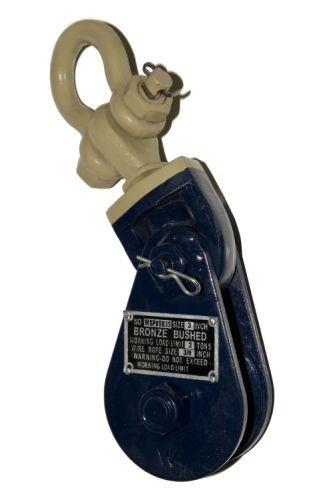 NO SIZE 3 INCH
BRONZE BUSHED
WORKING LOAD LIMIT 2 TONS
WIRE ROPE SIZE 3/8 INCH
WARNING-DO NOT EXCEED
WORKING LOAD LIMIT
W